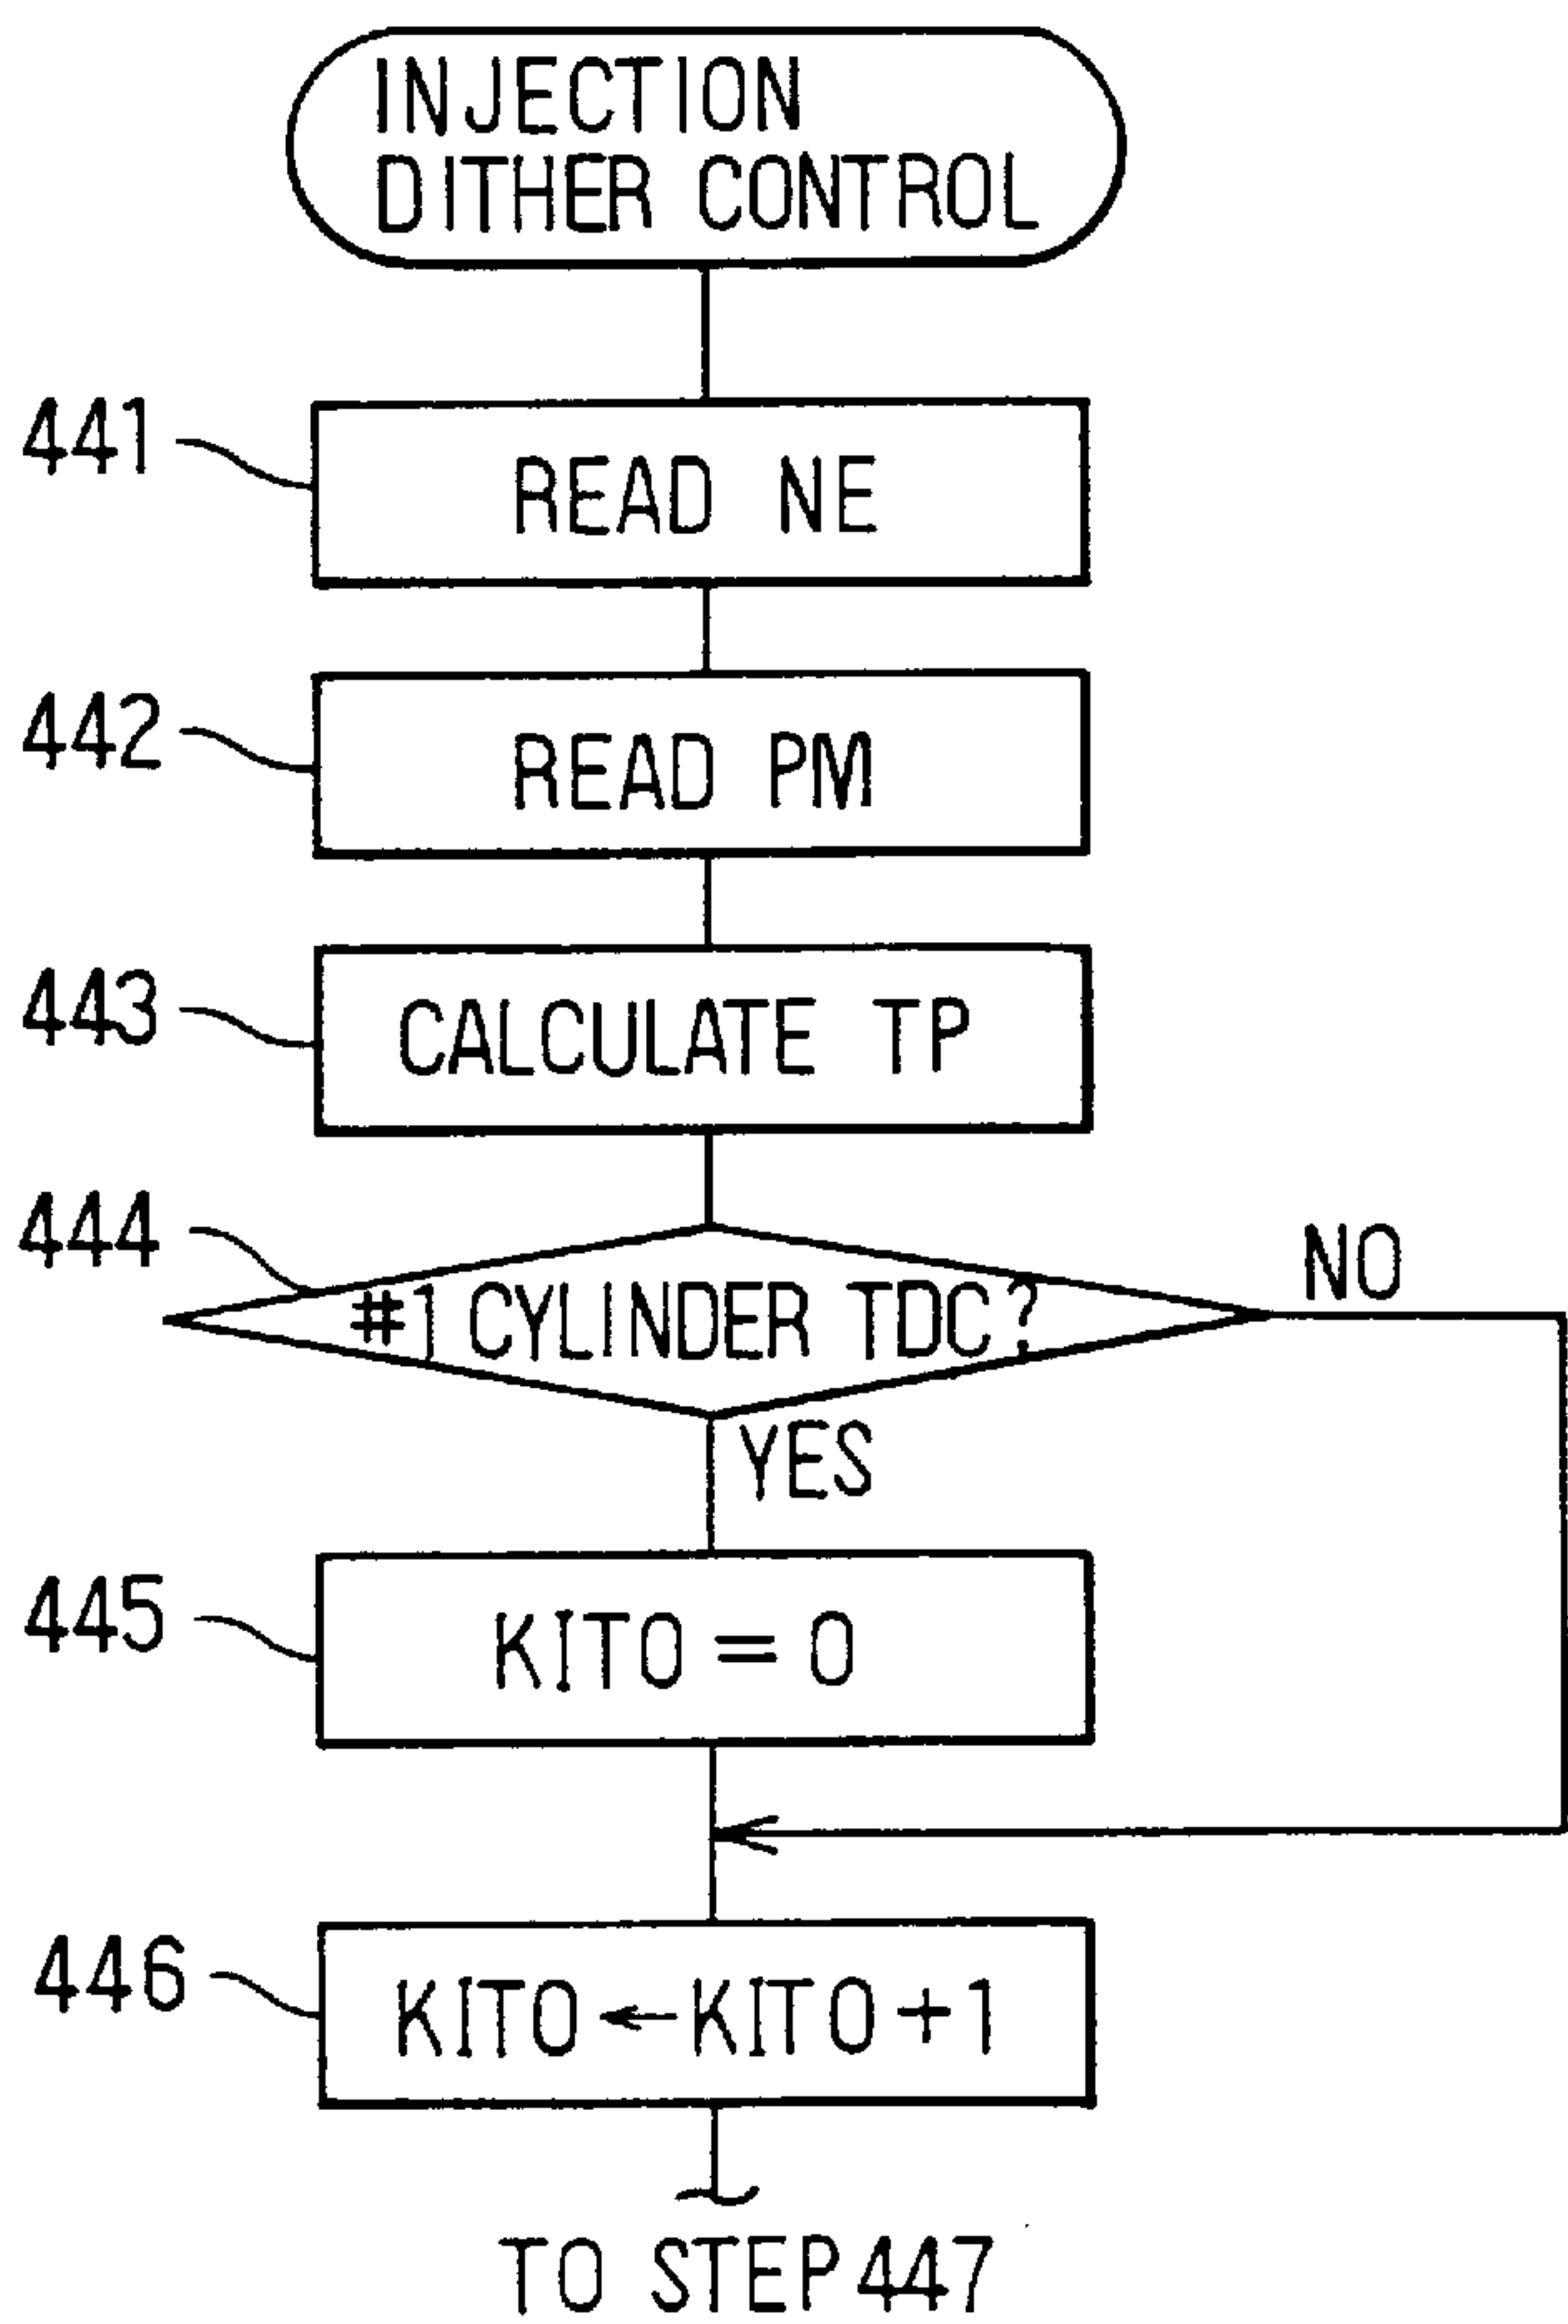 INJECTION
DITHER CONTROL
441
READ NE
442
READ PM
443
CALCULATE TP
444
#1 CYLINDER TDC?
NO
YES
445
KITO = 0
446
KITO ← KITO + 1
TO STEP 447